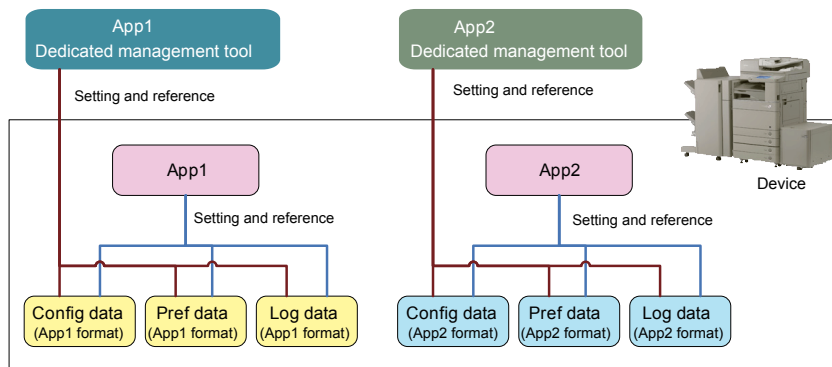 App1
Dedicated management tool
App2
Dedicated management tool
Setting and reference
Setting and reference
Device
App1
App2
Setting and reference
Setting and reference
Config data
(App1 format)
Pref data
(App1 format)
Log data
(App1 format)
Config data
(App2 format)
Pref data
(App2 format)
Log data
(App2 format)